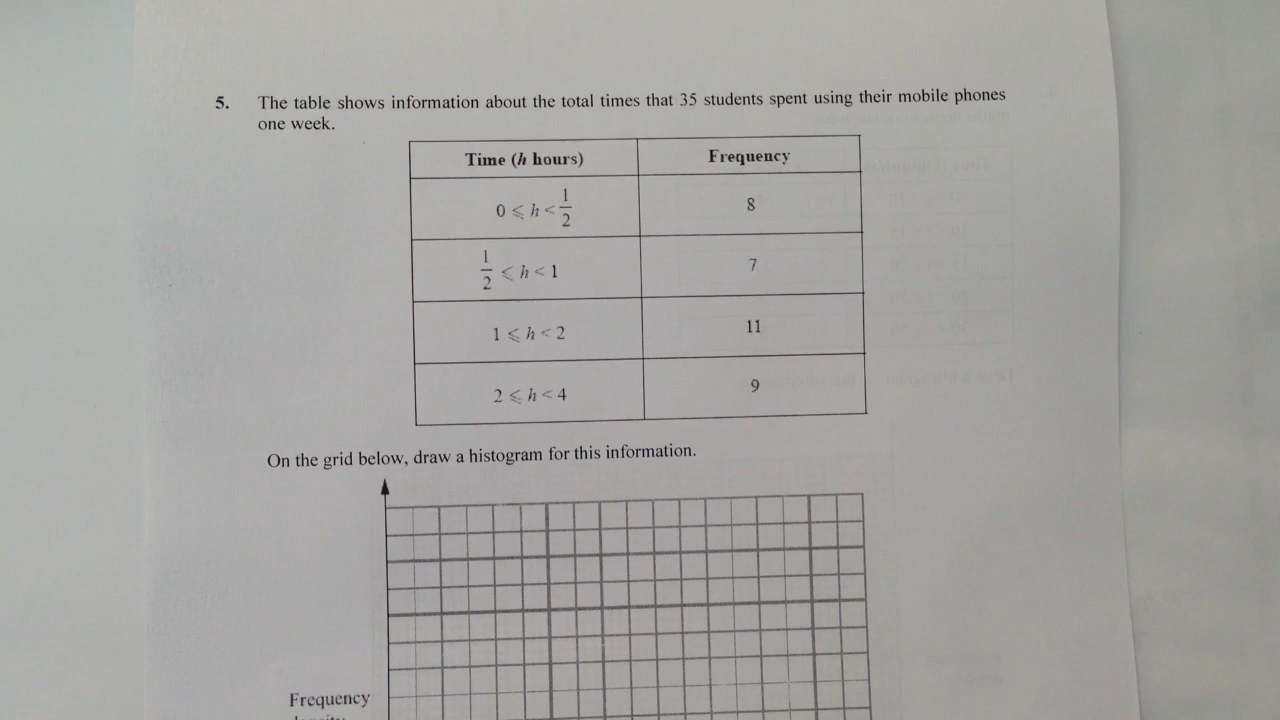 5. The table shows information about the total times that 35 students spent using their mobile phones
one week.
Time (h hours) Frequency
0 ⩽ h < 1/2 8
1/2 ⩽ h < 1 7
1 ⩽ h < 2 11
2 ⩽ h < 4 9
On the grid below, draw a histogram for this information.
Frequency